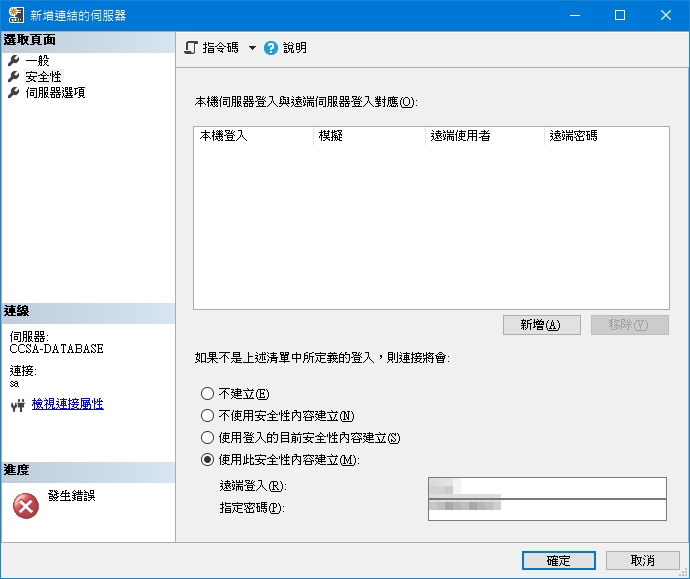 新增連結的伺服器
選取頁面
一般
安全性
伺服器選項
連線
伺服器:
CCSA-DATABASE
連接:
sa
檢視連接屬性
進度
發生錯誤
指令碼 說明
本機伺服器登入與遠端伺服器登入對應(O):
本機登入 模擬 遠端使用者 遠端密碼
新增(A) 移除(V)
如果不是上述清單中所定義的登入，則連接將會:
不建立(E)
不使用安全性內容建立(N)
使用登入的目前安全性內容建立(S)
使用此安全性內容建立(M):
遠端登入(R):
指定密碼(P):
確定 取消